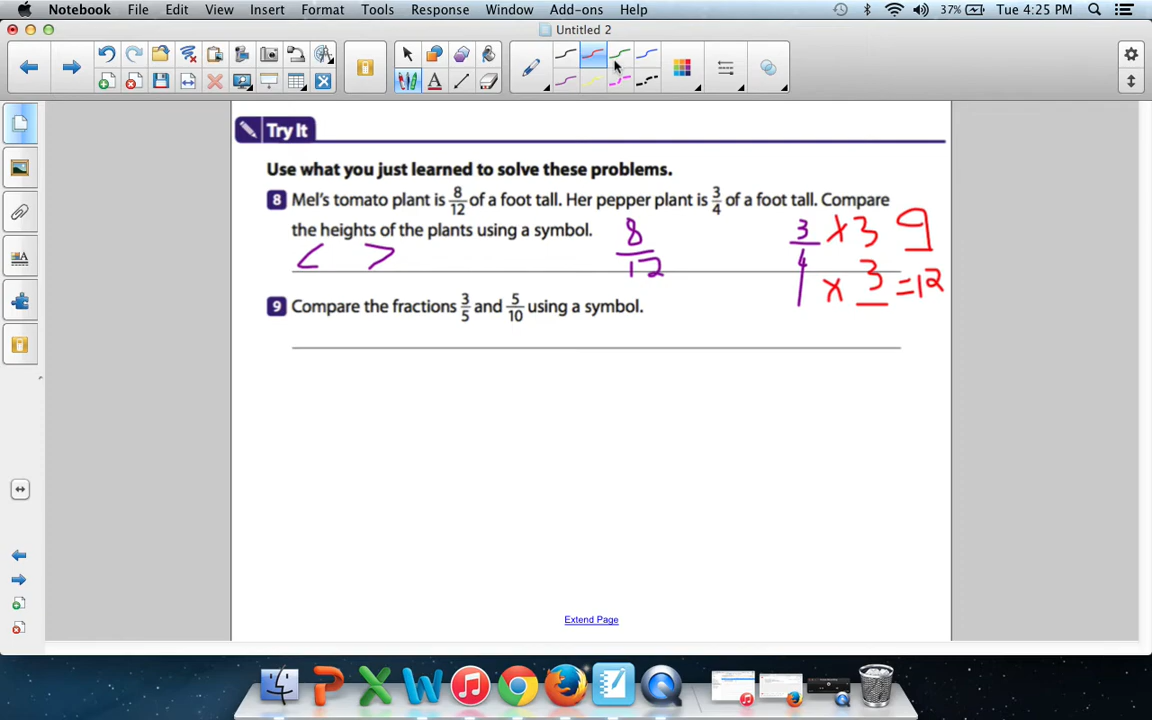 Notebook File Edit View Insert Format Tools Response Window Add-ons Help 37% Tue 4:25 PM
Untitled 2
A
Try It
Use what you just learned to solve these problems.
8 Mel's tomato plant is 8/12 of a foot tall. Her pepper plant is 3/4 of a foot tall. Compare
the heights of the plants using a symbol.
< > 8/12 3/4 ×3 9
× 3 =12
9 Compare the fractions 3/5 and 5/10 using a symbol.
Extend Page